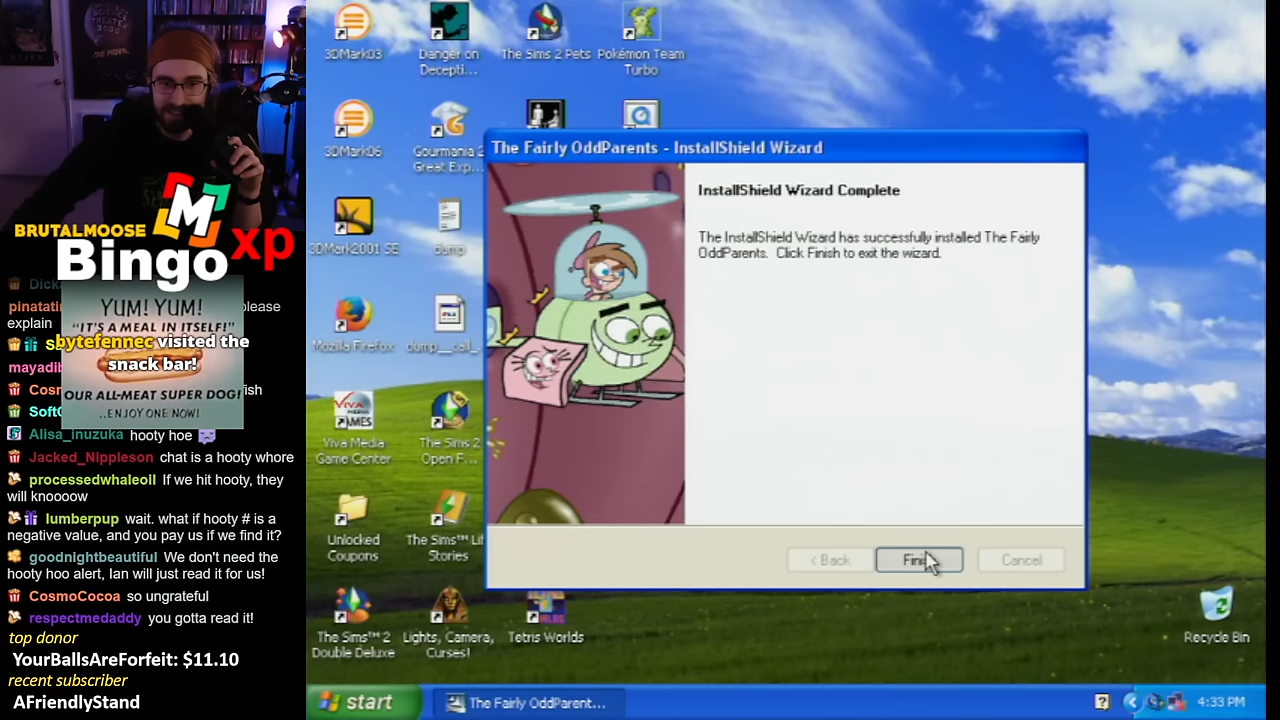 3DMark03
Danger on
Decepti...
The Sims 2 Pets
Pokémon Team
Turbo
3DMark06
Gourmania 2
Great Exp...
The Fairly OddParents - InstallShield Wizard
InstallShield Wizard Complete
The InstallShield Wizard has successfully installed The Fairly
OddParents. Click Finish to exit the wizard.
3DMark2001 SE
dump
Mozilla Firefox
Viva Media
Game Center
The Sims 2
Open F...
Unlocked
Coupons
The Sims™ Life
Stories
< Back
Cancel
The Sims™ 2
Double Deluxe
Lights, Camera,
Curses!
Tetris Worlds
Recycle Bin
start
The Fairly OddParent...
4:33 PM
BRUTALMOOSE
M
Bingo xp
YUM! YUM!
"IT'S A MEAL IN ITSELF!"
bytefennec visited the
snack bar!
OUR ALL-MEAT SUPER DOG!
..ENJOY ONE NOW!
please
explain
Alisa_inuzuka hooty hoe
Jacked_Nippleson chat is a hooty whore
processedwhaleoil If we hit hooty, they
will knoooow
lumberpup wait. what if hooty # is a
negative value, and you pay us if we find it?
goodnightbeautiful We don't need the
hooty hoo alert, Ian will just read it for us!
CosmoCocoa so ungrateful
respectmedaddy you gotta read it!
top donor
YourBallsAreForfeit: $11.10
recent subscriber
AFriendlyStand